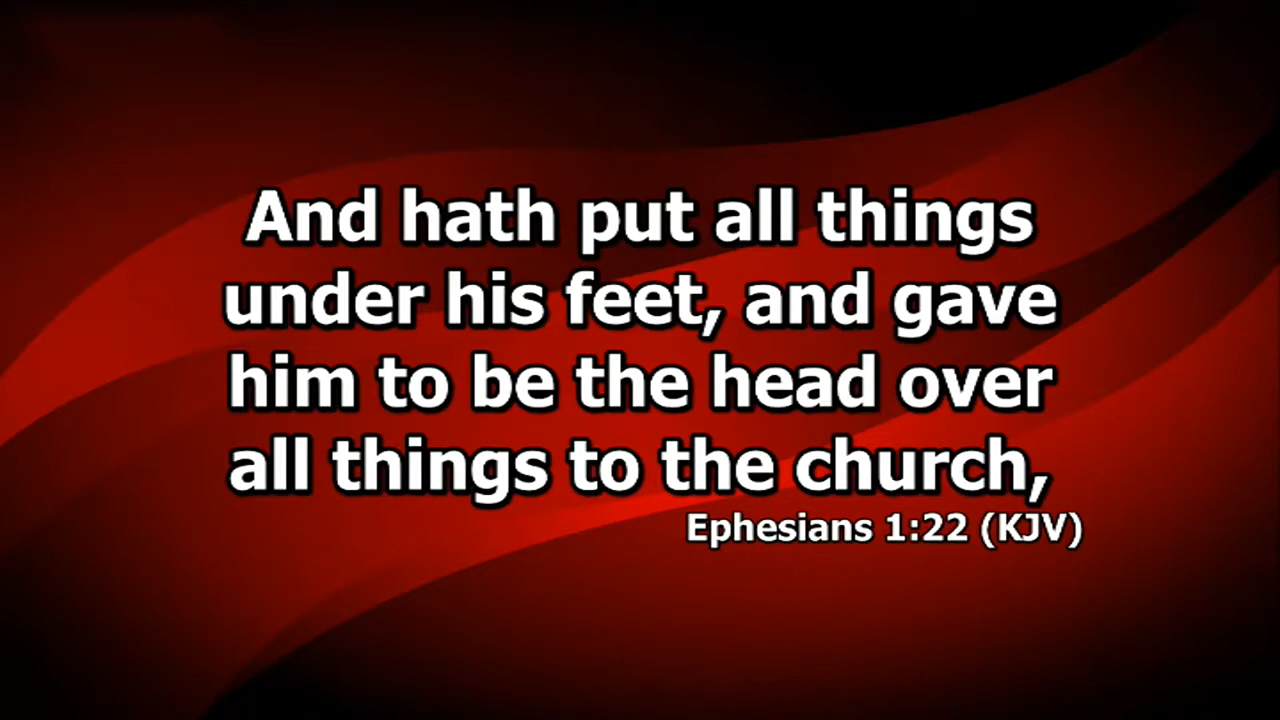 And hath put all things
under his feet, and gave
him to be the head over
all things to the church,
Ephesians 1:22 (KJV)